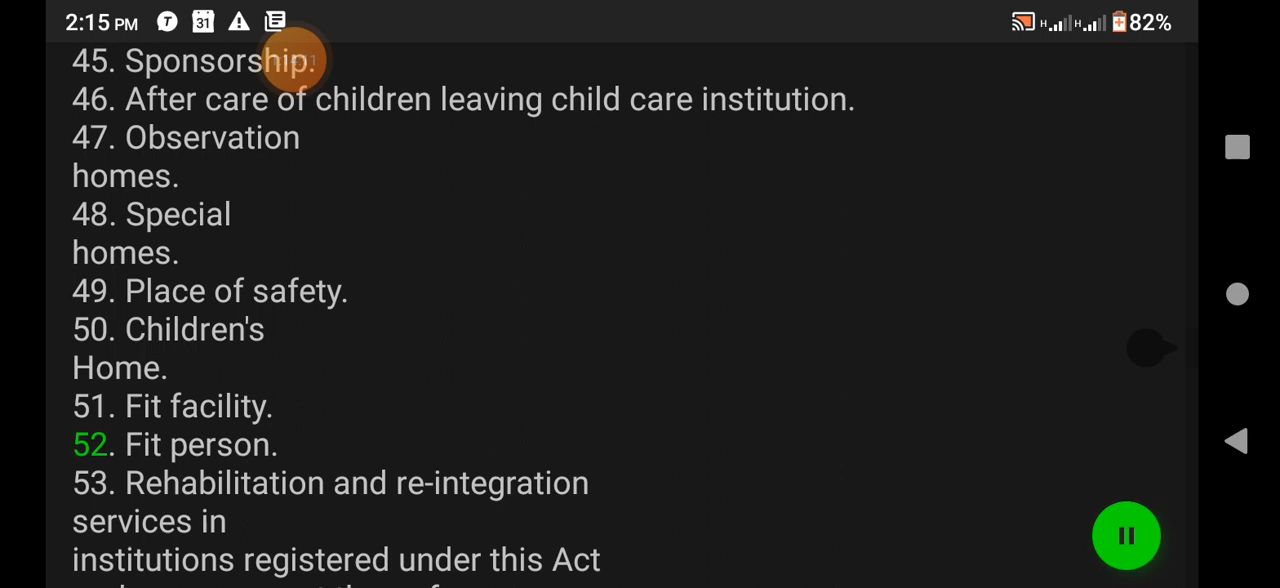 2:15 PM T 31 H H 82%
45. Sponsorship.
46. After care of children leaving child care institution.
47. Observation
homes.
48. Special
homes.
49. Place of safety.
50. Children's
Home.
51. Fit facility.
52. Fit person.
53. Rehabilitation and re-integration
services in
institutions registered under this Act